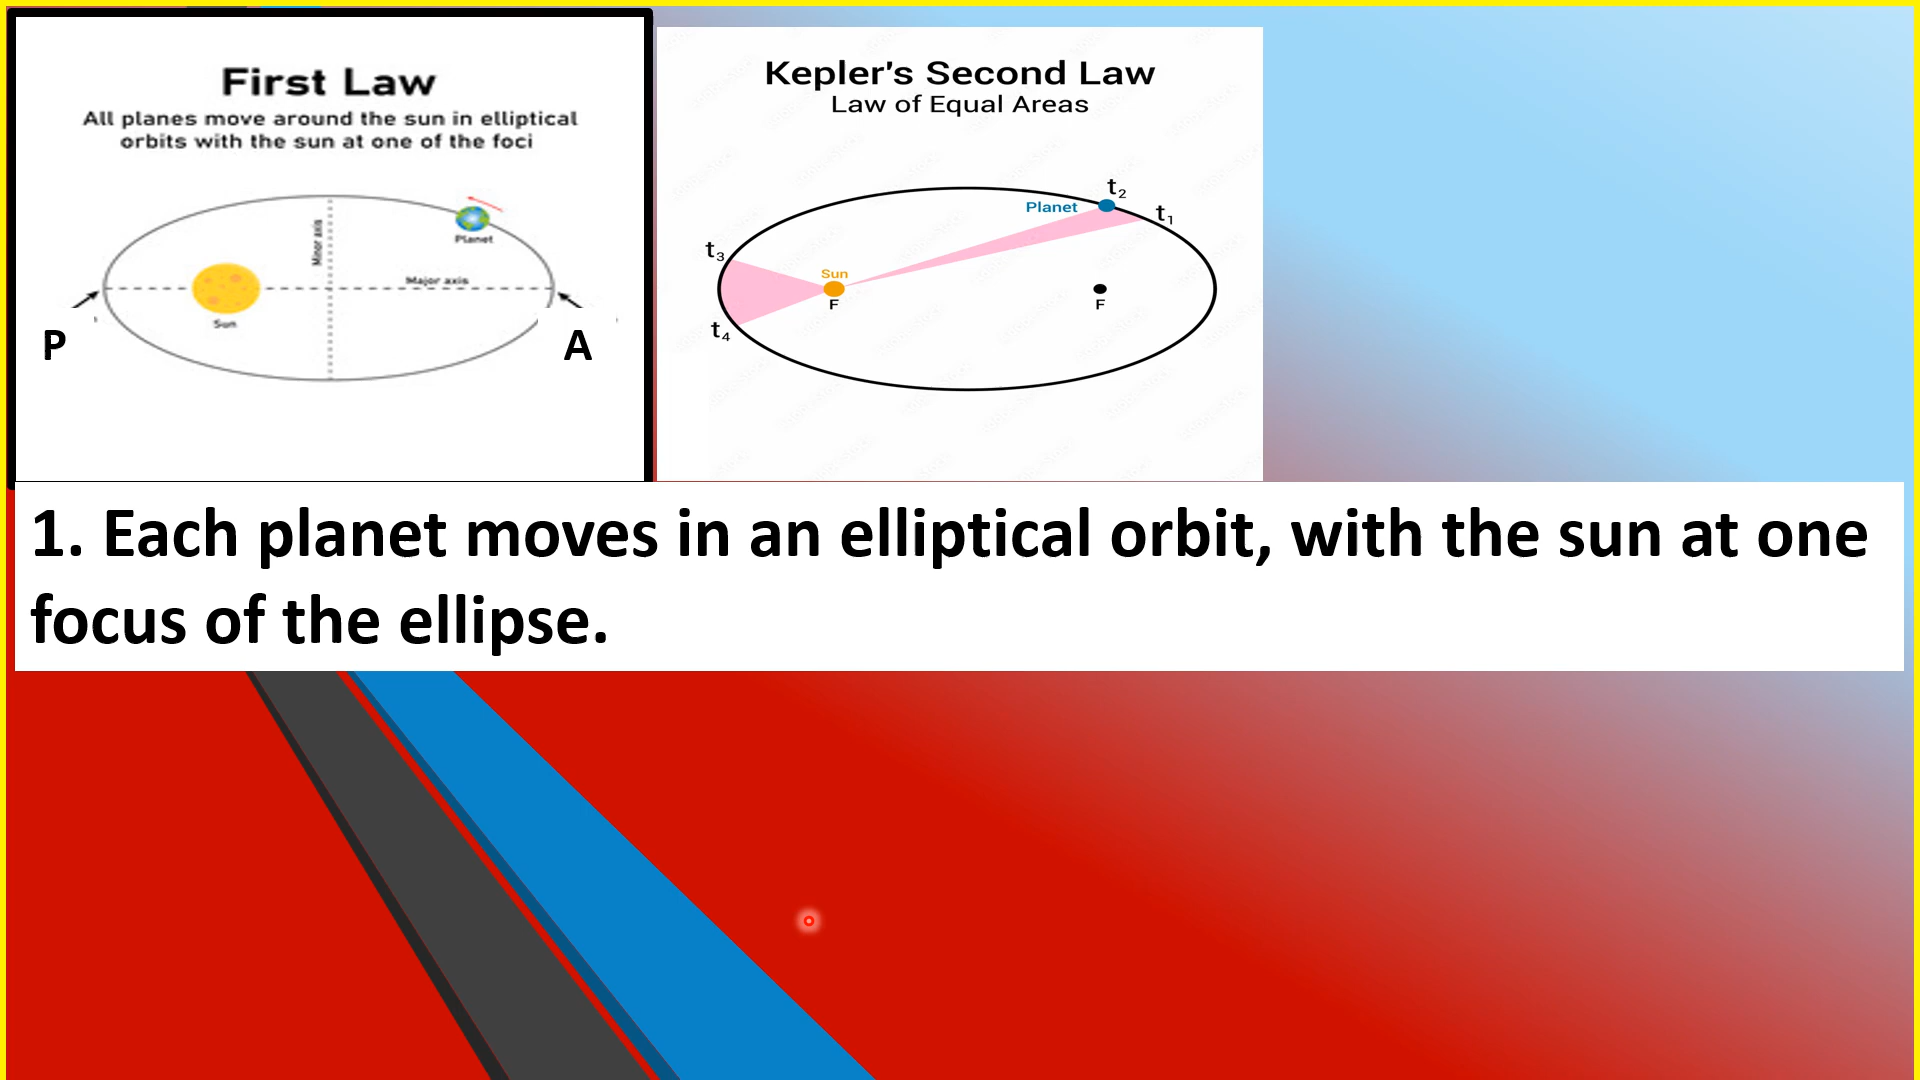 First Law
All planes move around the sun in elliptical
orbits with the sun at one of the foci
Minor axis
Planet
Major axis
Sun
P
A
Kepler's Second Law
Law of Equal Areas
t2
Planet
t1
t3
Sun
F
F
t4
1. Each planet moves in an elliptical orbit, with the sun at one
focus of the ellipse.